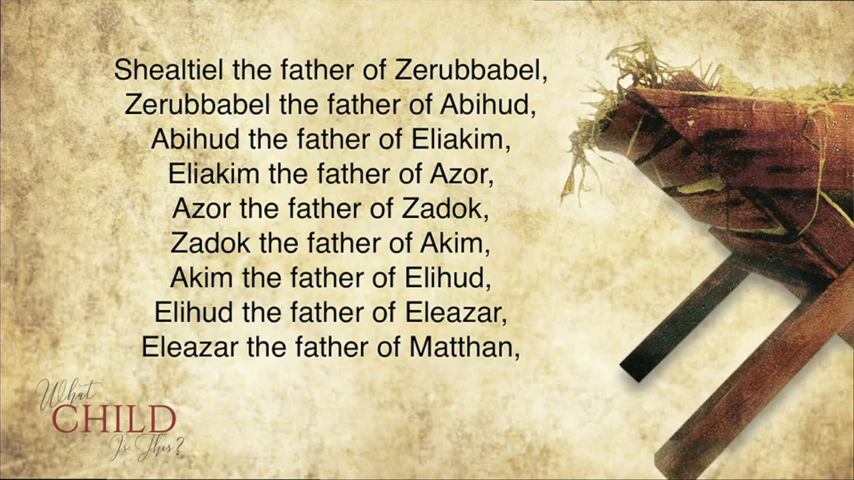 Shealtiel the father of Zerubbabel,
Zerubbabel the father of Abihud,
Abihud the father of Eliakim,
Eliakim the father of Azor,
Azor the father of Zadok,
Zadok the father of Akim,
Akim the father of Elihud,
Elihud the father of Eleazar,
Eleazar the father of Matthan,
What
CHILD
Is This?